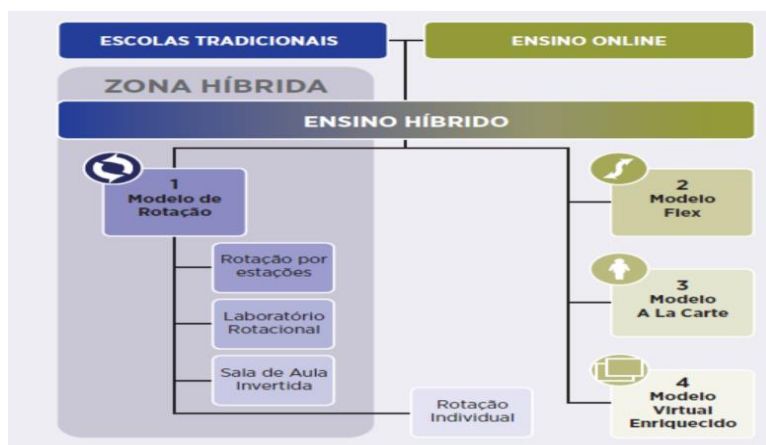 ESCOLAS TRADICIONAIS
ENSINO ONLINE
ZONA HÍBRIDA
ENSINO HÍBRIDO
1
Modelo de
Rotação
Rotação por
estações
Laboratório
Rotacional
Sala de Aula
Invertida
Rotação
Individual
2
Modelo
Flex
3
Modelo
A La Carte
4
Modelo
Virtual
Enriquecido